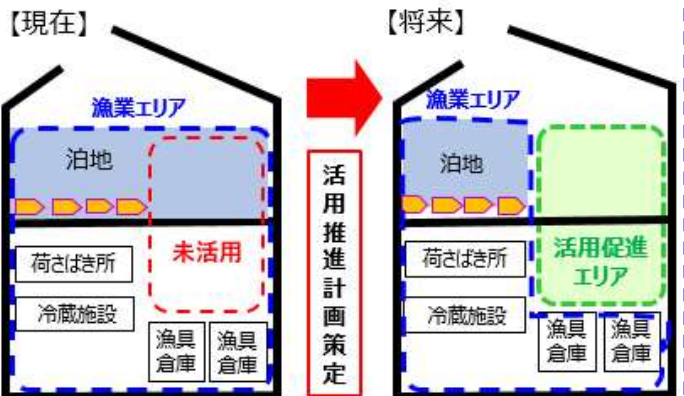 【現在】
漁業エリア
泊地
未活用
荷さばき所
冷蔵施設
漁具
倉庫
漁具
倉庫
活用推進計画策定
【将来】
漁業エリア
泊地
活用促進
エリア
荷さばき所
冷蔵施設
漁具
倉庫
漁具
倉庫